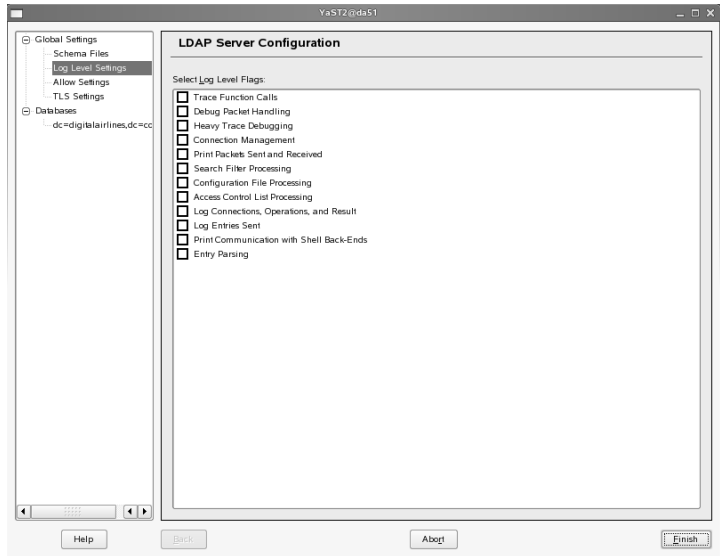 YaST2@da51
Global Settings
Schema Files
Log Level Settings
Allow Settings
TLS Settings
Databases
dc=digitalairlines,dc=cc
LDAP Server Configuration
Select Log Level Flags:
Trace Function Calls
Debug Packet Handling
Heavy Trace Debugging
Connection Management
Print Packets Sent and Received
Search Filter Processing
Configuration File Processing
Access Control List Processing
Log Connections, Operations, and Result
Log Entries Sent
Print Communication with Shell Back-Ends
Entry Parsing
Help
Back
Abort
Finish